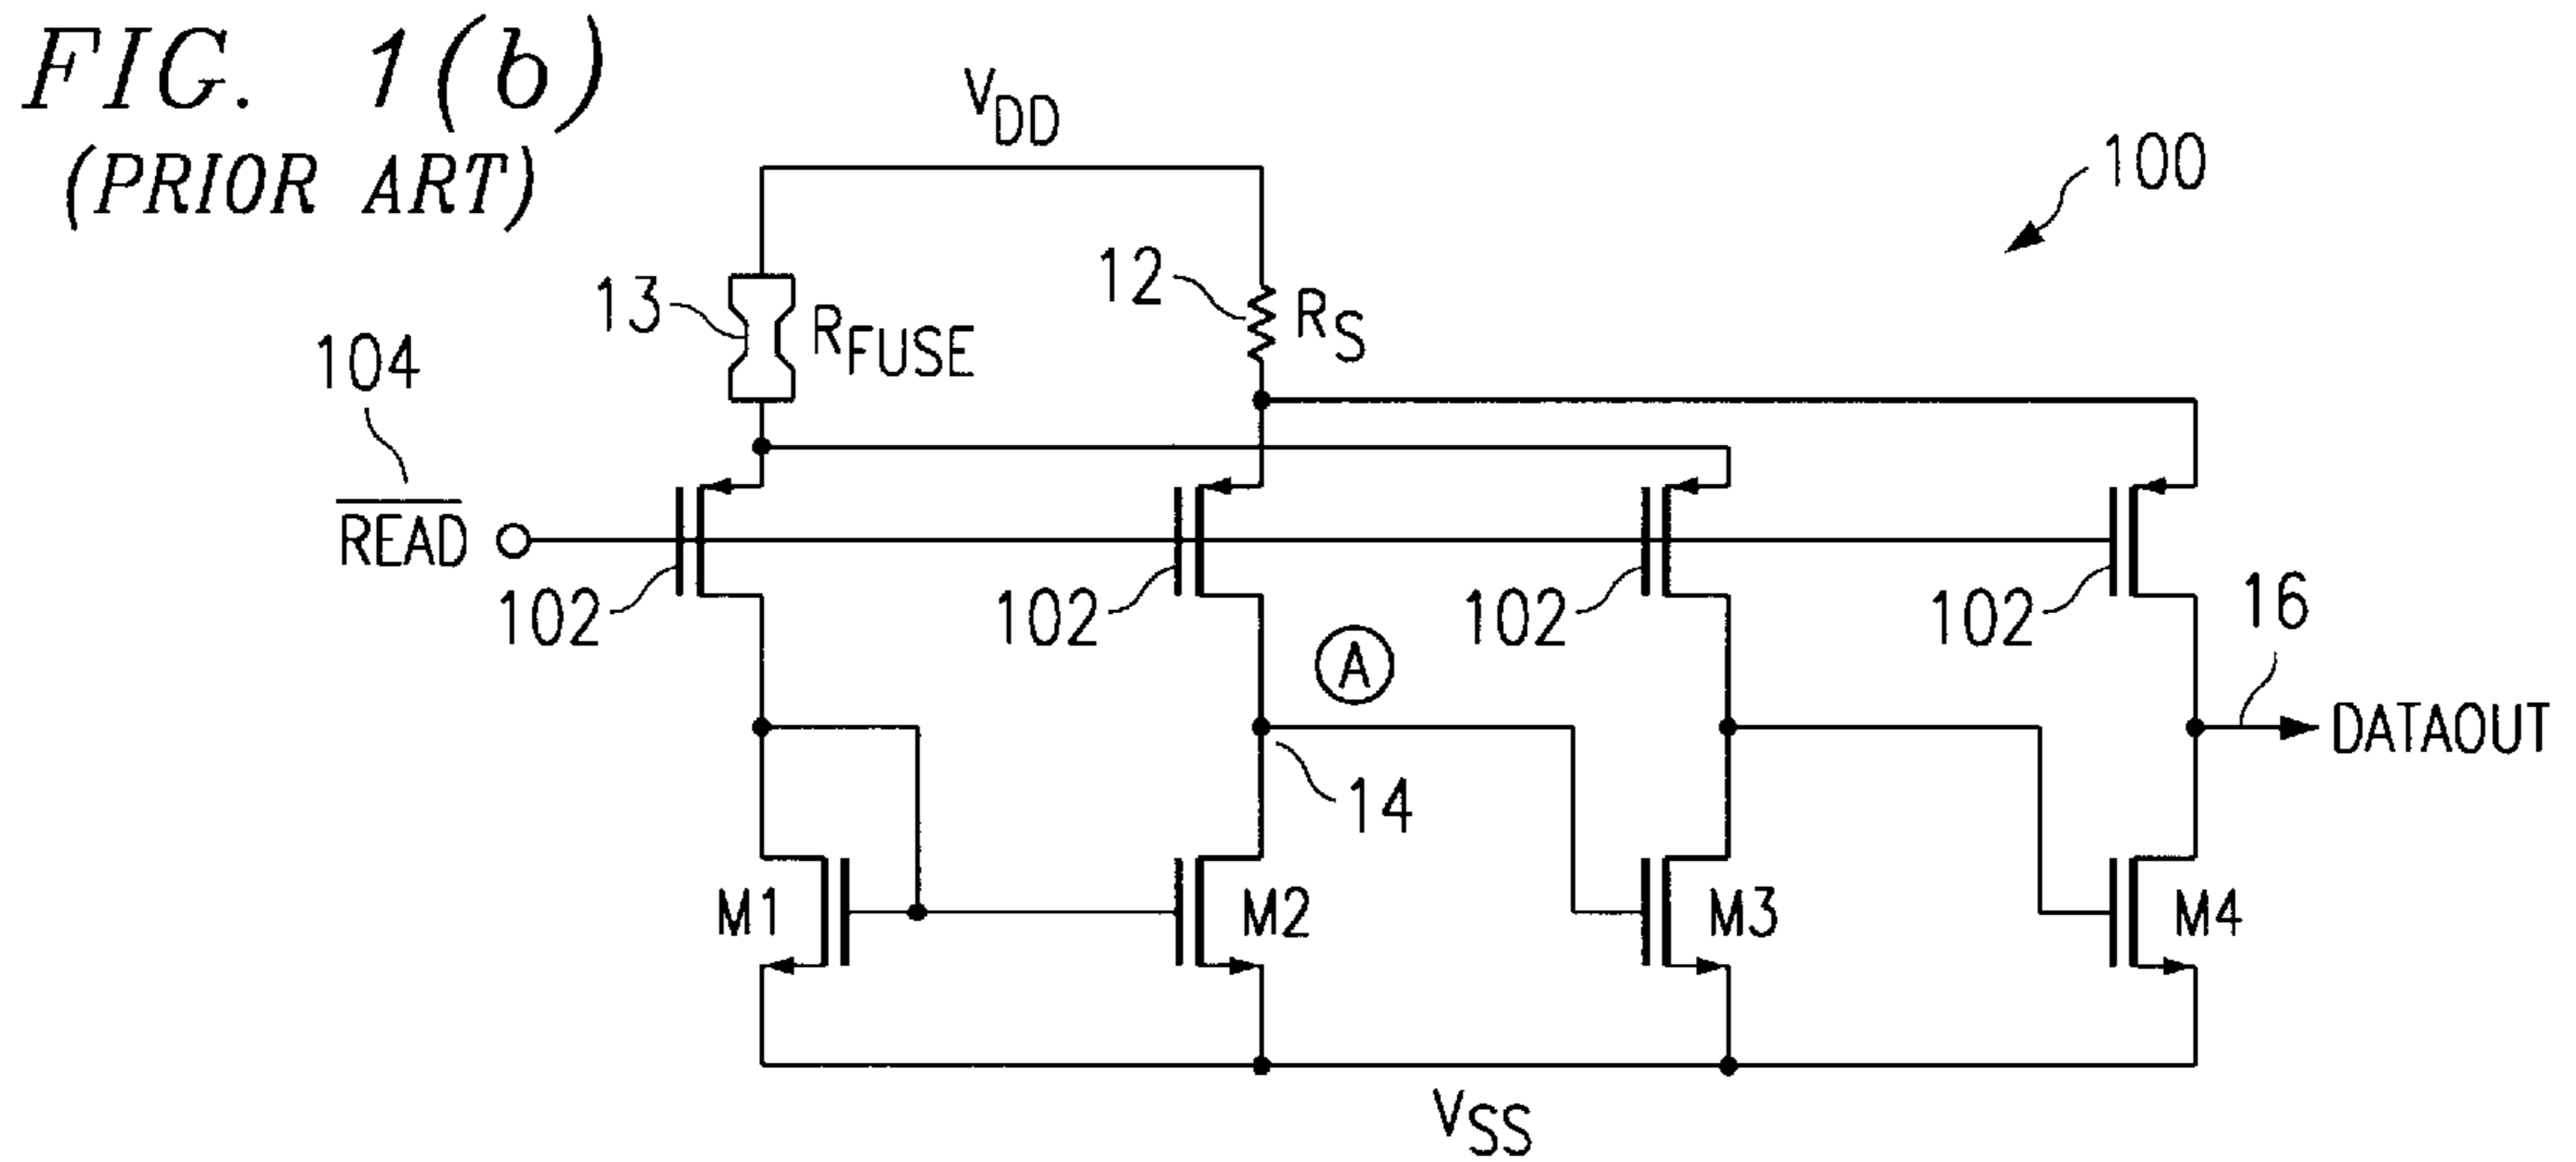 FIG. 1(b)
(PRIOR ART)
VDD
100
13
RFUSE
12
RS
104
READ
102
102
102
102
16
A
DATAOUT
14
M1
M2
M3
M4
VSS